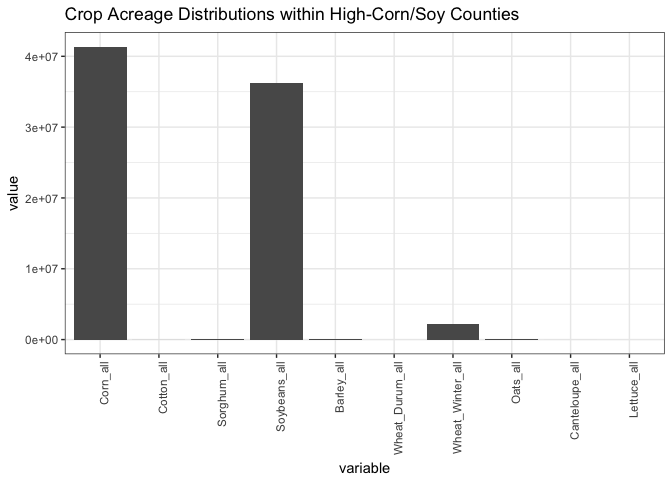 Crop Acreage Distributions within High-Corn/Soy Counties
4e+07
3e+07
2e+07
1e+07
0e+00
value
Corn_all
Cotton_all
Sorghum_all
Soybeans_all
Barley_all
Wheat_Durum_all
Wheat_Winter_all
Oats_all
Canteloupe_all
Lettuce_all
variable